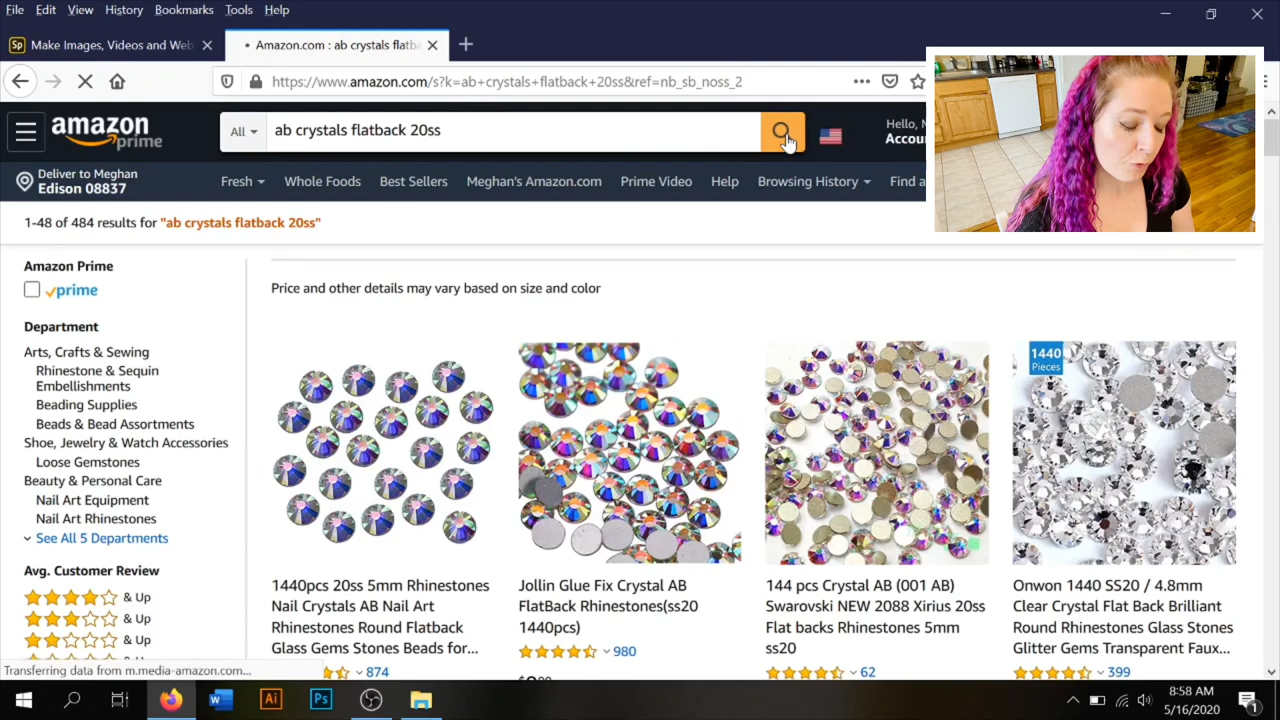 File Edit View History Bookmarks Tools Help
Sp Make Images, Videos and Web
Amazon.com : ab crystals flatba
https://www.amazon.com/s?k=ab+crystals+flatback+20ss&ref=nb_sb_noss_2
amazon prime
All
ab crystals flatback 20ss
Hello,
Accou
Deliver to Meghan
Edison 08837
Fresh Whole Foods Best Sellers Meghan's Amazon.com Prime Video Help Browsing History Find a
1-48 of 484 results for "ab crystals flatback 20ss"
Amazon Prime
prime
Department
Arts, Crafts & Sewing
Rhinestone & Sequin
Embellishments
Beading Supplies
Beads & Bead Assortments
Shoe, Jewelry & Watch Accessories
Loose Gemstones
Beauty & Personal Care
Nail Art Equipment
Nail Art Rhinestones
See All 5 Departments
Avg. Customer Review
& Up
& Up
& Up
Price and other details may vary based on size and color
1440pcs 20ss 5mm Rhinestones
Nail Crystals AB Nail Art
Rhinestones Round Flatback
Glass Gems Stones Beads for...
874
Jollin Glue Fix Crystal AB
FlatBack Rhinestones(ss20
1440pcs)
980
144 pcs Crystal AB (001 AB)
Swarovski NEW 2088 Xirius 20ss
Flat backs Rhinestones 5mm
ss20
62
1440
Pieces
Onwon 1440 SS20 / 4.8mm
Clear Crystal Flat Back Brilliant
Round Rhinestones Glass Stones
Glitter Gems Transparent Faux...
399
Transferring data from m.media-amazon.com...
W
Ai
Ps
8:58 AM
5/16/2020
1